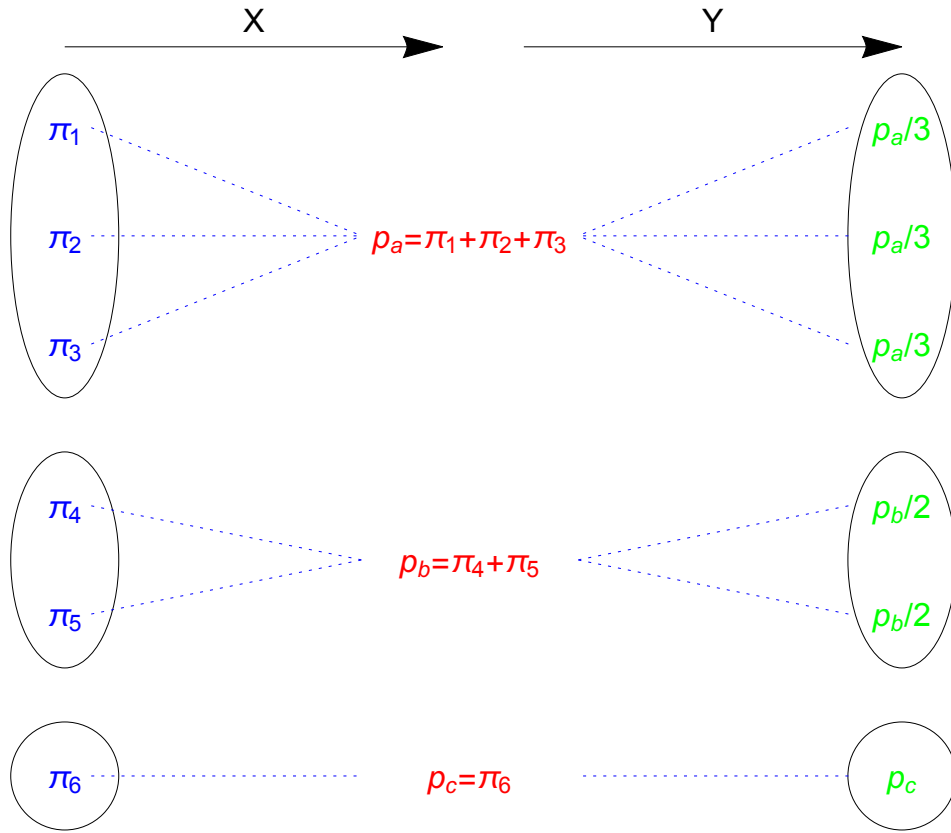 X Y
π1 pa/3
π2 pa=π1+π2+π3 pa/3
π3 pa/3
π4 pb/2
pb=π4+π5
π5 pb/2
π6 pc=π6 pc